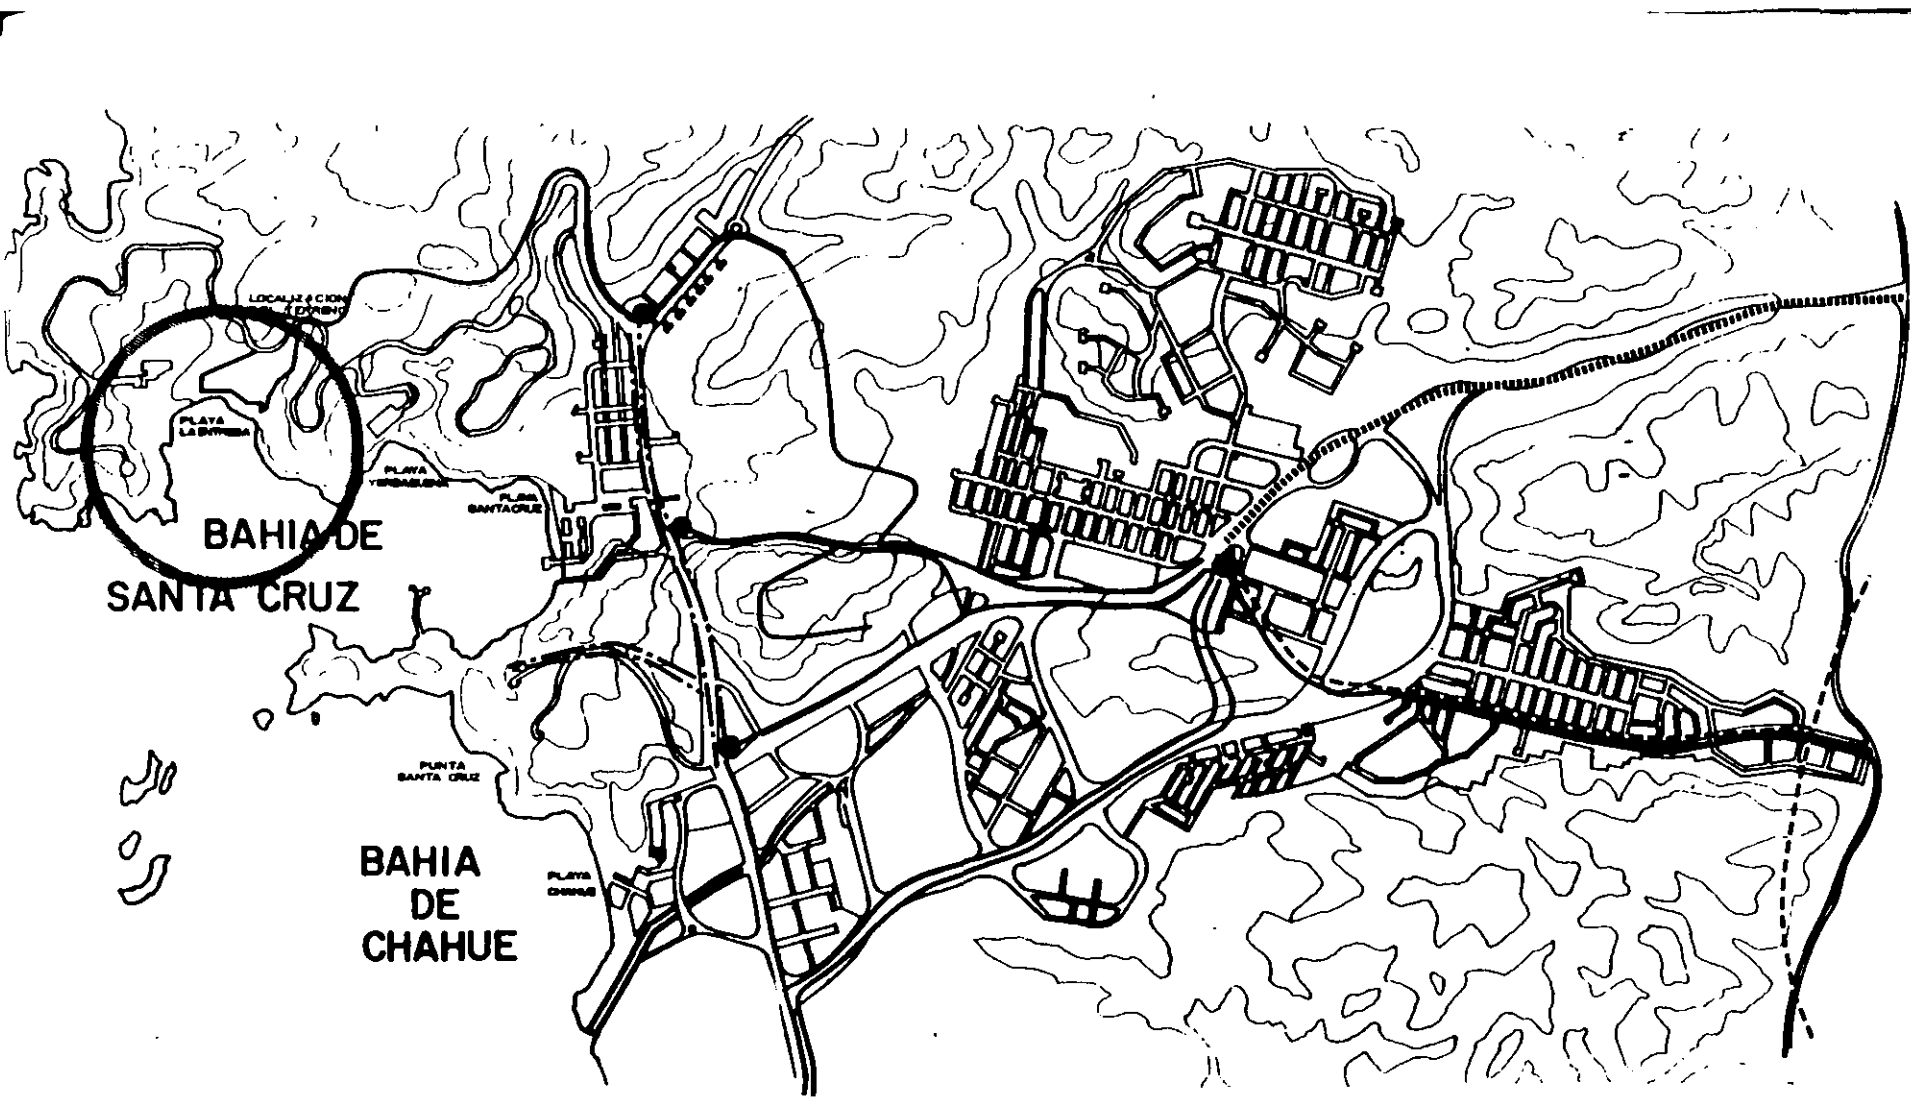 LOCALIZACION
TERRENO
PLAYA
LA ENTREGA
PLAYA
YERBABUENA
PLAYA
SANTA CRUZ
BAHIA DE
SANTA CRUZ
PUNTA
SANTA CRUZ
BAHIA
DE
CHAHUE
PLAYA
CHAHUE